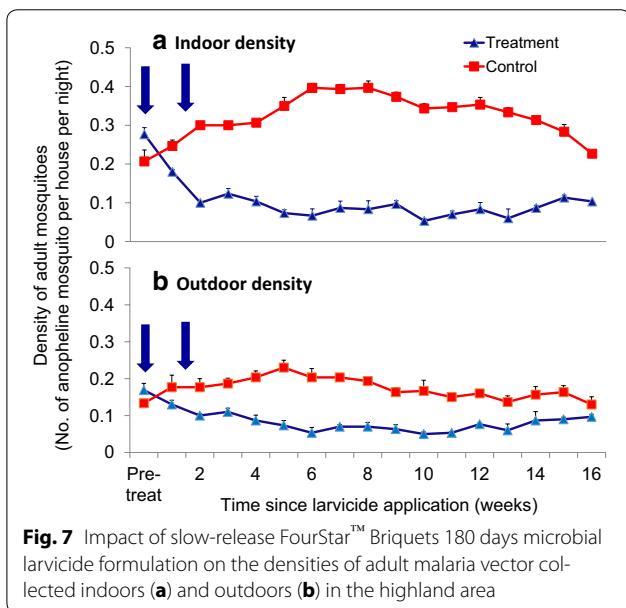 a Indoor density
Treatment
Control
0.5
0.4
0.3
0.2
0.1
0
b Outdoor density
0.5
0.4
0.3
0.2
0.1
0
Density of adult mosquitoes
(No. of anopheline mosquito per house per night)
Pre-
treat
2
4
6
8
10
12
14
16
Time since larvicide application (weeks)
Fig. 7 Impact of slow-release FourStar™ Briquets 180 days microbial
larvicide formulation on the densities of adult malaria vector col-
lected indoors (a) and outdoors (b) in the highland area